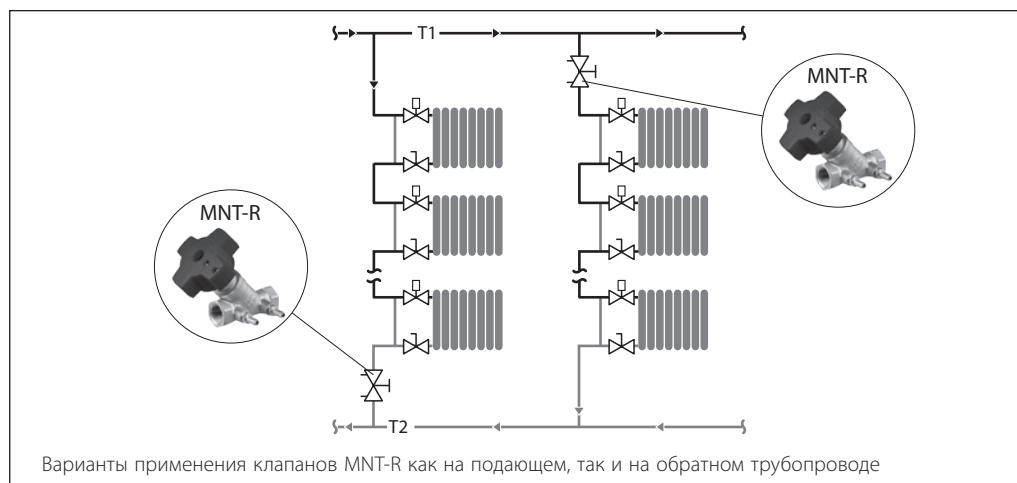 T1
MNT-R
MNT-R
T2
Варианты применения клапанов MNT-R как на подающем, так и на обратном трубопроводе